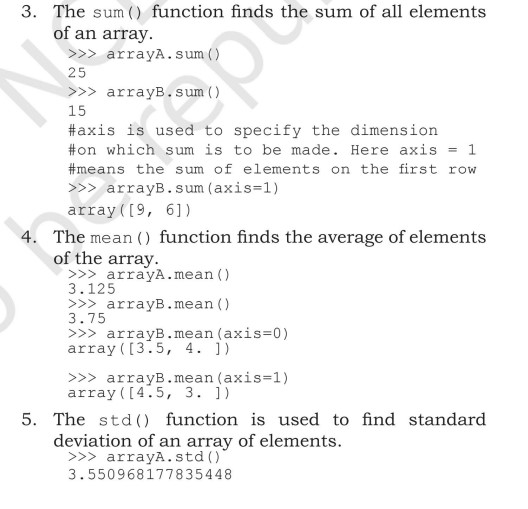 3. The sum() function finds the sum of all elements
of an array.
>>> arrayA.sum()
25
>>> arrayB.sum()
15
#axis is used to specify the dimension
#on which sum is to be made. Here axis = 1
#means the sum of elements on the first row
>>> arrayB.sum(axis=1)
array([9, 6])
4. The mean() function finds the average of elements
of the array.
>>> arrayA.mean()
3.125
>>> arrayB.mean()
3.75
>>> arrayB.mean(axis=0)
array([3.5, 4. ])
>>> arrayB.mean(axis=1)
array([4.5, 3. ])
5. The std() function is used to find standard
deviation of an array of elements.
>>> arrayA.std()
3.550968177835448